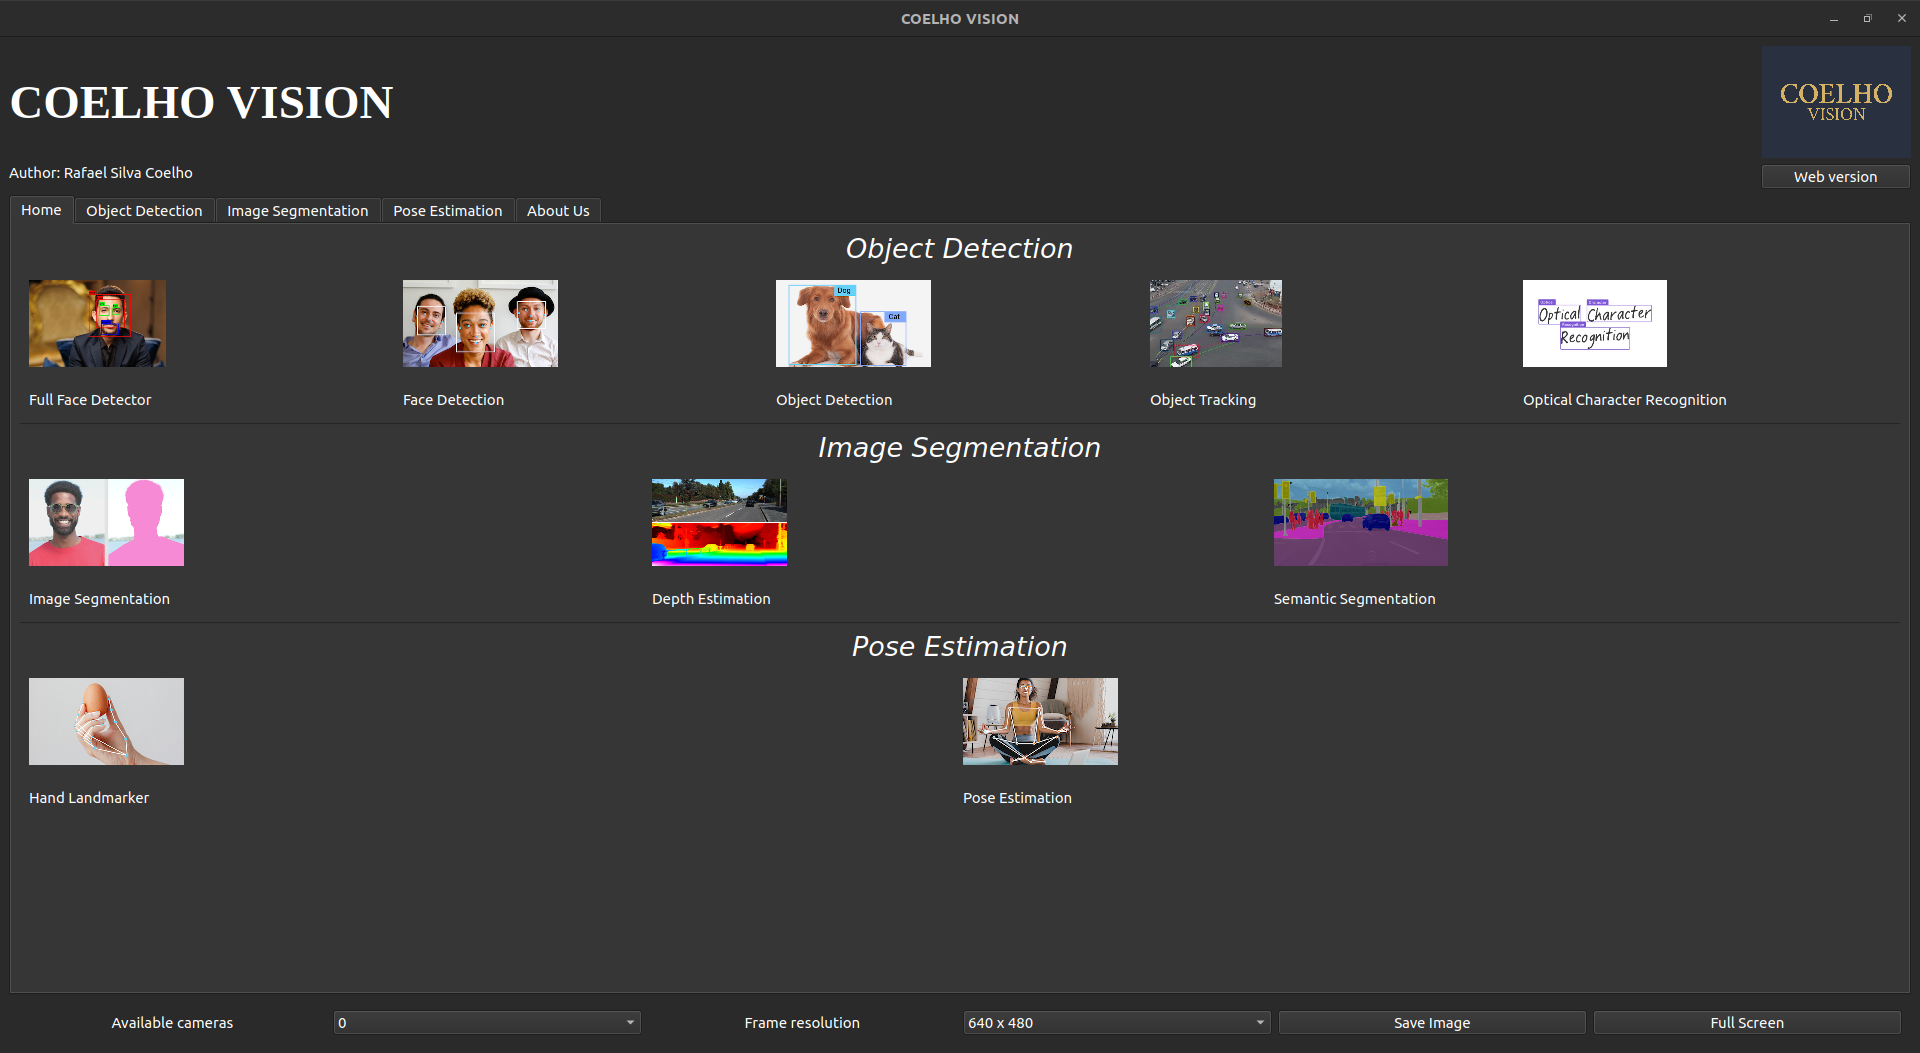 COELHO VISION
COELHO VISION
COELHO
VISION
Author: Rafael Silva Coelho
Web version
Home
Object Detection
Image Segmentation
Pose Estimation
About Us
Object Detection
Dog
Cat
Optical Character
Recognition
Full Face Detector
Face Detection
Object Detection
Object Tracking
Optical Character Recognition
Image Segmentation
Image Segmentation
Depth Estimation
Semantic Segmentation
Pose Estimation
Hand Landmarker
Pose Estimation
Available cameras
0
Frame resolution
640 x 480
Save Image
Full Screen